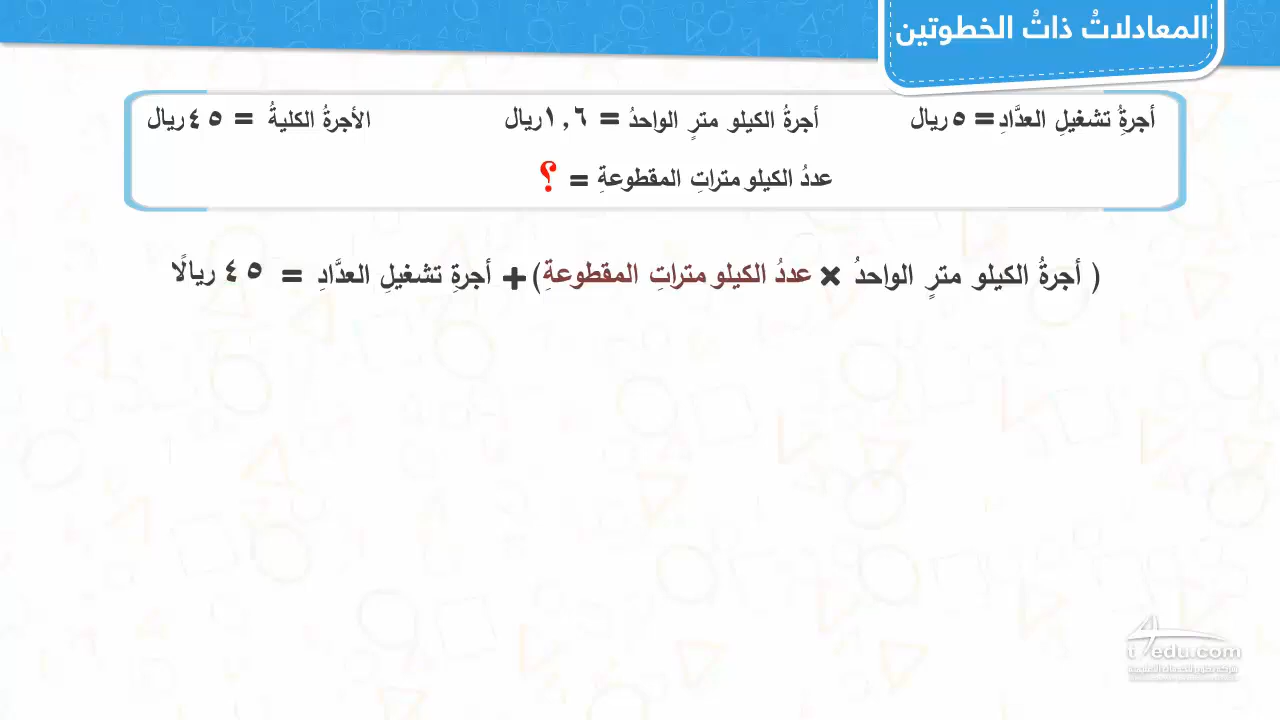 المعادلاتُ ذاتُ الخطوتين
أجرةُِ تشغيلِ العدَّادِ = ٥ ريال أجرةُ الكيلو مترٍ الواحدُ = ١,٦ ريال الأجرةُ الكليةُ = ٤٥ ريال
عددُ الكيلو متراتِ المقطوعةِ = ؟
( أجرةُ الكيلو مترٍ الواحدُ × عددُ الكيلو متراتِ المقطوعةِ) + أجرةِ تشغيلِ العدَّادِ = ٤٥ ريالًا
t4edu.com